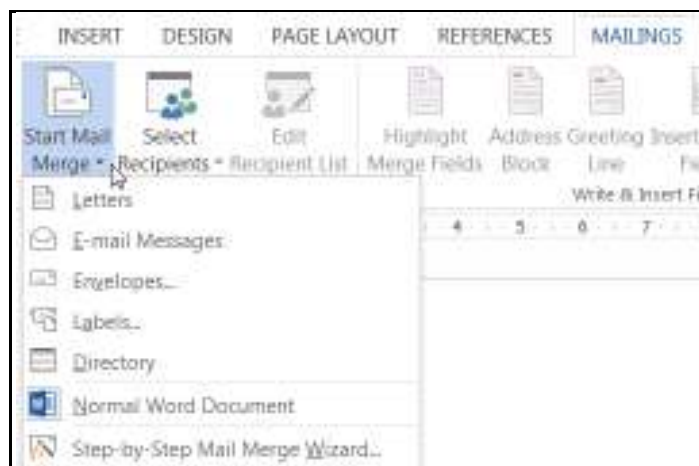 INSERT DESIGN PAGE LAYOUT REFERENCES MAILINGS
Start Mail Select Edit Highlight Address Greeting Insert
Merge Recipients Recipient List Merge Fields Block Line
Write & Insert Fi
4 5 6 7
Letters
E-mail Messages
Envelopes...
Labels...
Directory
Normal Word Document
Step-by-Step Mail Merge Wizard...